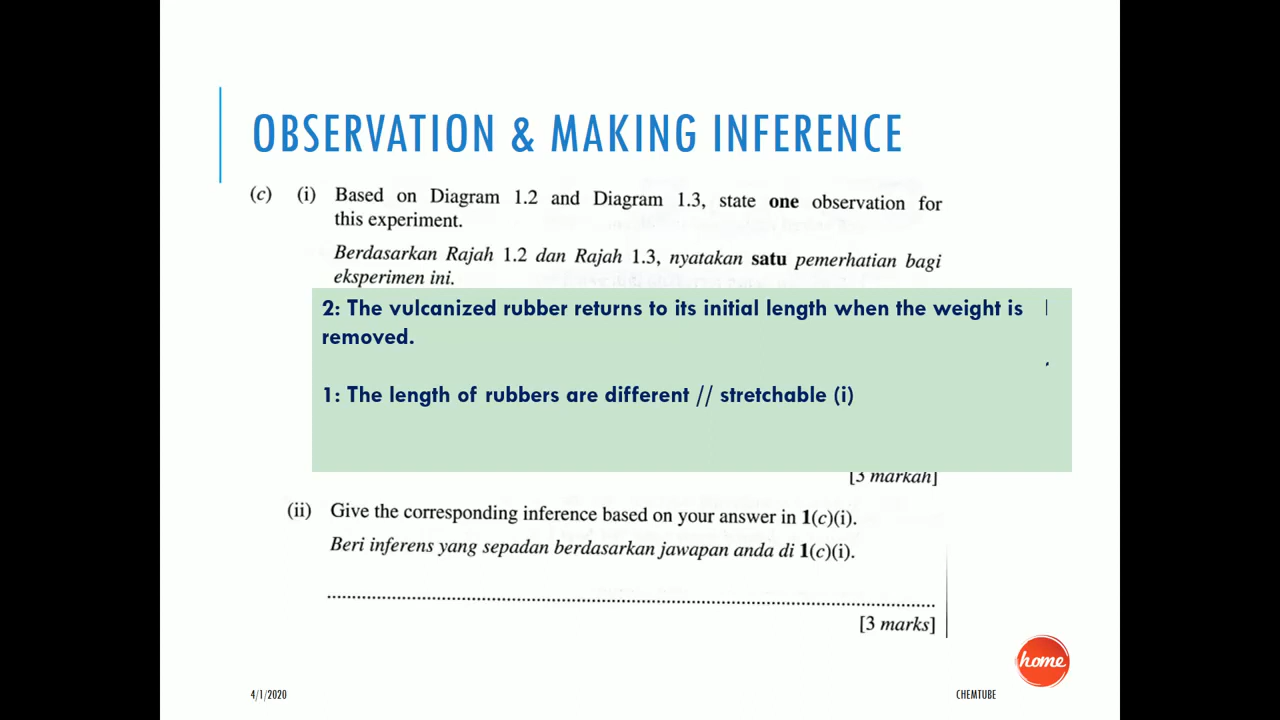 OBSERVATION & MAKING INFERENCE
(c) (i) Based on Diagram 1.2 and Diagram 1.3, state one observation for
this experiment.
Berdasarkan Rajah 1.2 dan Rajah 1.3, nyatakan satu pemerhatian bagi
eksperimen ini.
2: The vulcanized rubber returns to its initial length when the weight is
removed.
1: The length of rubbers are different // stretchable (i)
[3 markah]
(ii) Give the corresponding inference based on your answer in 1(c)(i).
Beri inferens yang sepadan berdasarkan jawapan anda di 1(c)(i).
[3 marks]
home
4/1/2020
CHEMTUBE